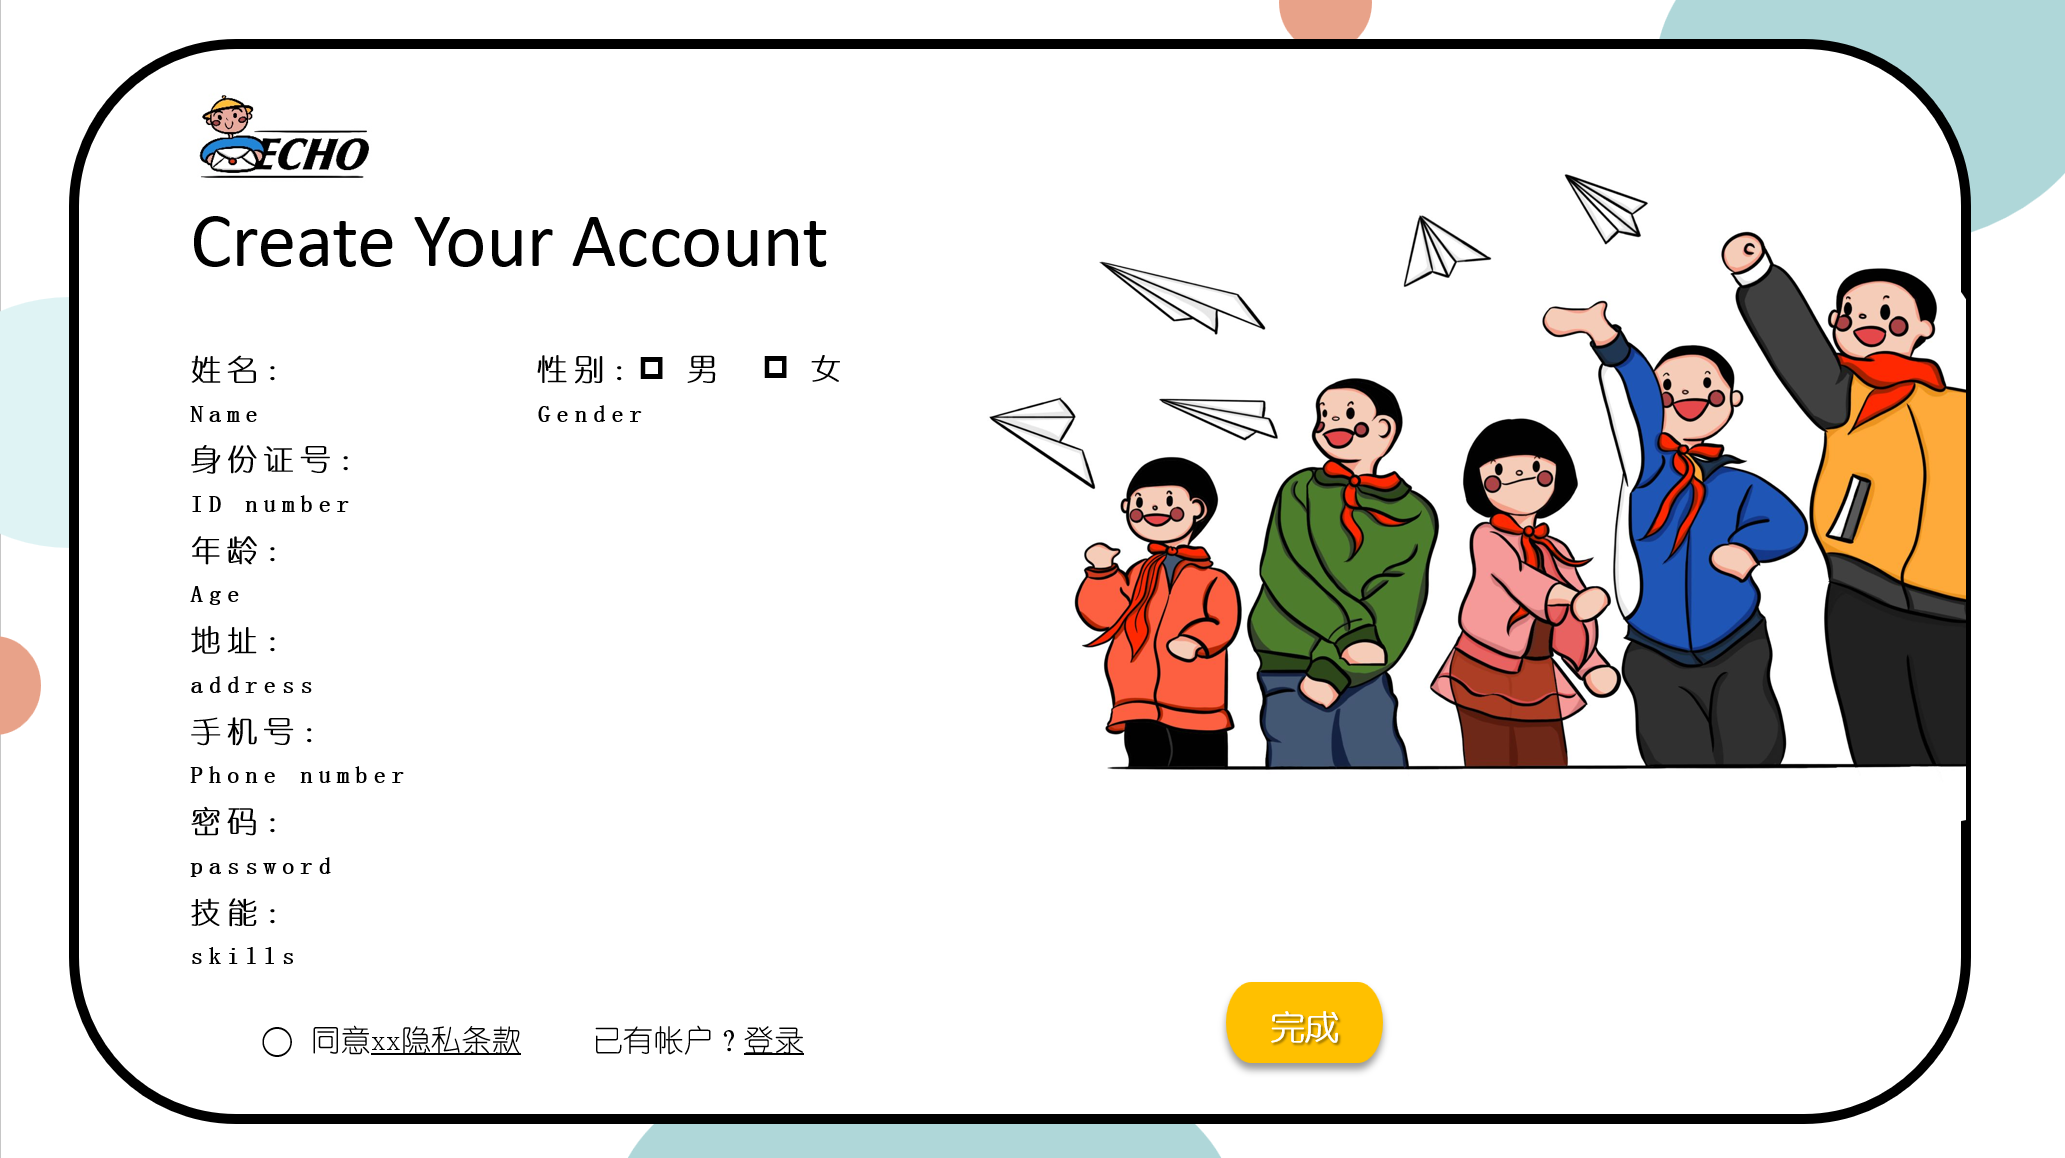 ECHO
Create Your Account
姓名： 性别： 男 女
Name Gender
身份证号：
ID number
年龄：
Age
地址：
address
手机号：
Phone number
密码：
password
技能：
skills
同意xx隐私条款 已有帐户？登录
完成